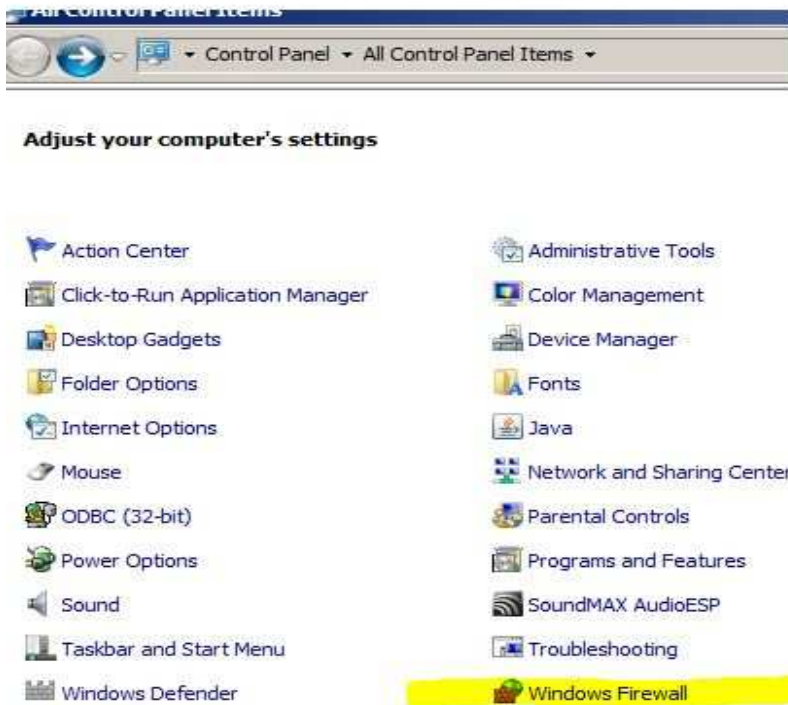 All Control Panel Items
Control Panel All Control Panel Items
Adjust your computer's settings
Action Center Administrative Tools
Click-to-Run Application Manager Color Management
Desktop Gadgets Device Manager
Folder Options Fonts
Internet Options Java
Mouse Network and Sharing Center
ODBC (32-bit) Parental Controls
Power Options Programs and Features
Sound SoundMAX AudioESP
Taskbar and Start Menu Troubleshooting
Windows Defender Windows Firewall